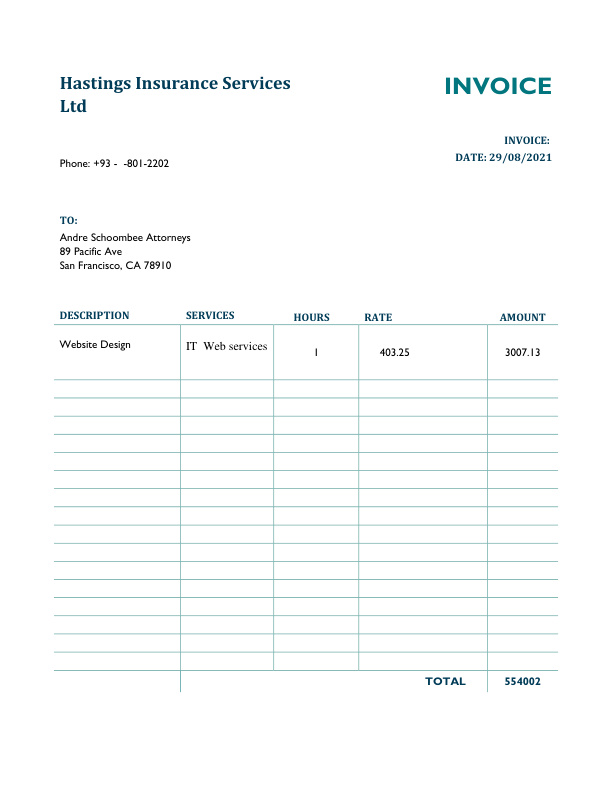 Hastings Insurance Services
Ltd
INVOICE
INVOICE:
DATE: 29/08/2021
Phone: +93 -  -801-2202
TO:
Andre Schoombee Attorneys
89 Pacific Ave
San Francisco, CA 78910
DESCRIPTION SERVICES HOURS RATE AMOUNT
Website Design IT  Web services 1 403.25 3007.13
TOTAL 554002